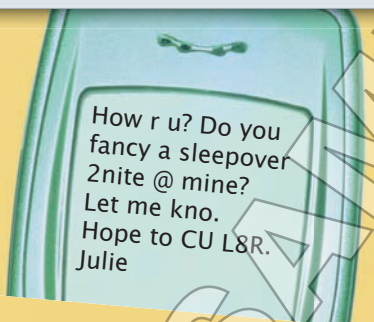 How r u? Do you
fancy a sleepover
2nite @ mine?
Let me kno.
Hope to CU L8R.
Julie